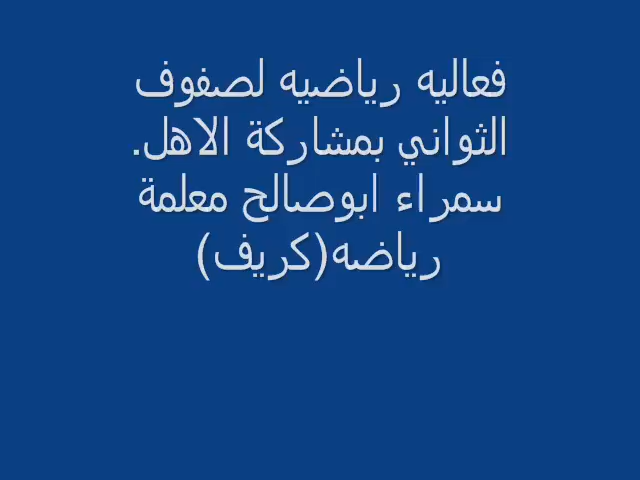 فعاليه رياضيه لصفوف
الثواني بمشاركة الاهل.
سمراء ابوصالح معلمة
رياضه(كريف)